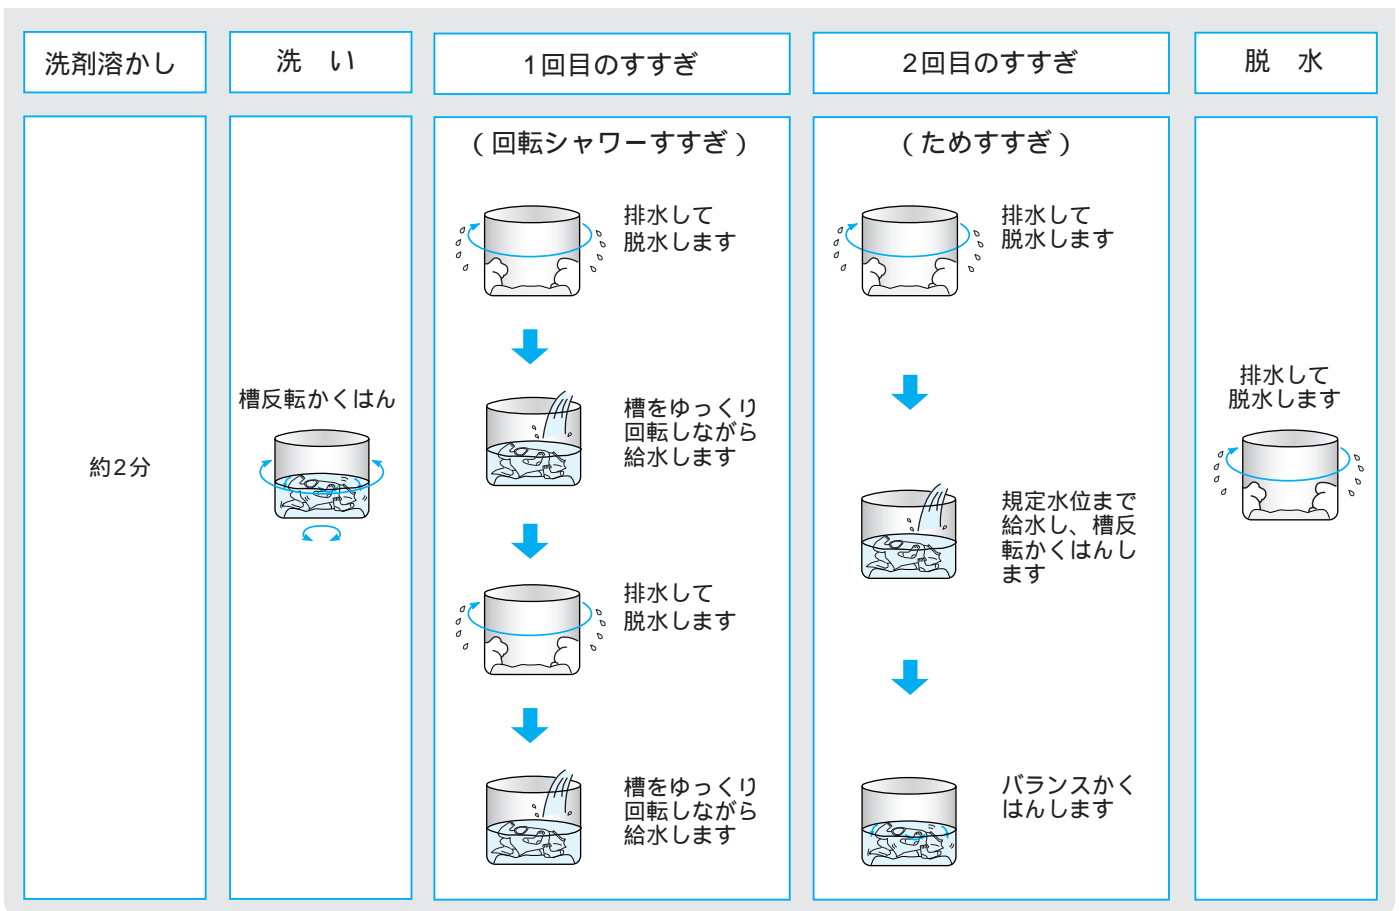 洗剤溶かし
洗い
1回目のすすぎ
2回目のすすぎ
脱水
約2分
槽反転かくはん
(回転シャワーすすぎ)
排水して
脱水します
槽をゆっくり
回転しながら
給水します
排水して
脱水します
槽をゆっくり
回転しながら
給水します
(ためすすぎ)
排水して
脱水します
規定水位まで
給水し、槽反
転かくはんし
ます
バランスかく
はんします
排水して
脱水します